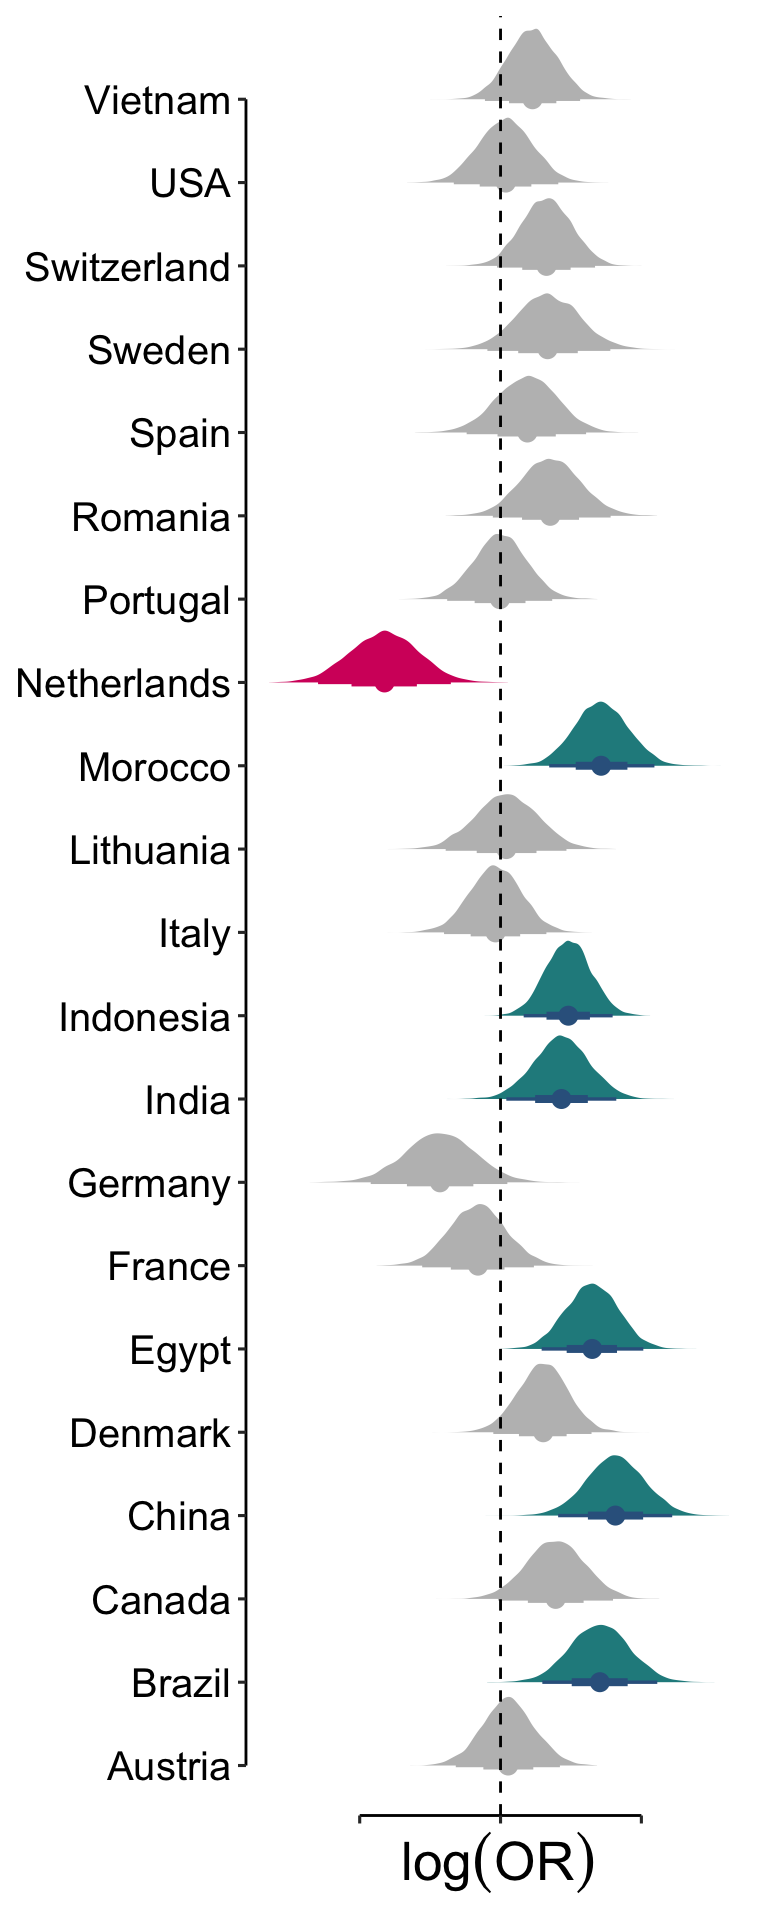 Vietnam
USA
Switzerland
Sweden
Spain
Romania
Portugal
Netherlands
Morocco
Lithuania
Italy
Indonesia
India
Germany
France
Egypt
Denmark
China
Canada
Brazil
Austria
log(OR)